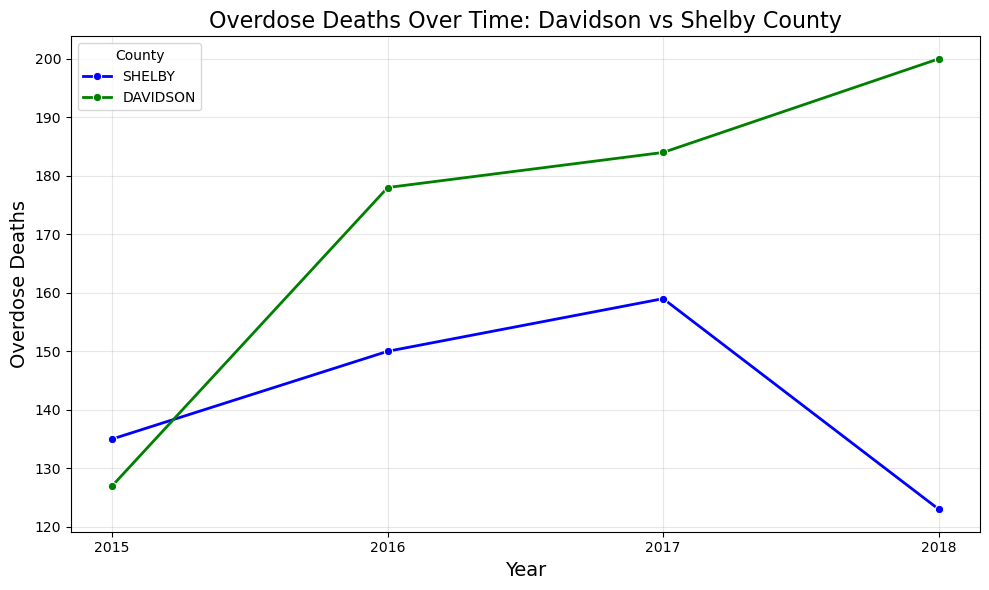 Overdose Deaths Over Time: Davidson vs Shelby County
County
SHELBY
DAVIDSON
Overdose Deaths
200
190
180
170
160
150
140
130
120
2015 2016 2017 2018
Year